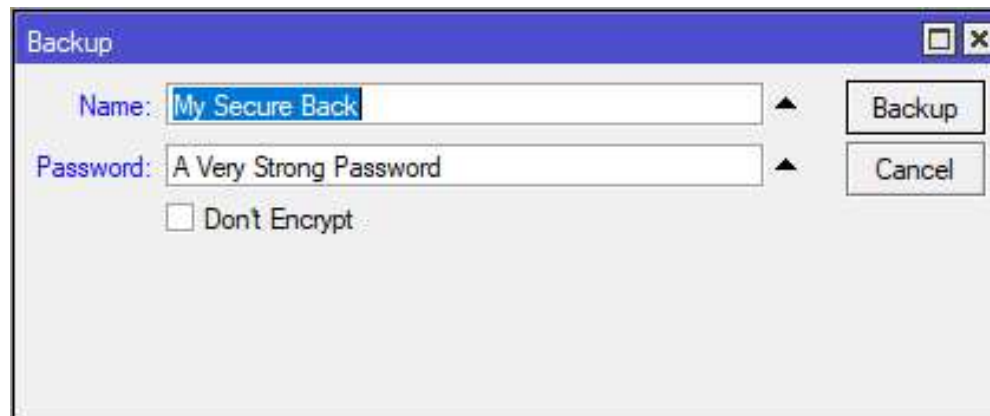 Backup
Name: My Secure Back Backup
Password: A Very Strong Password Cancel
Don't Encrypt